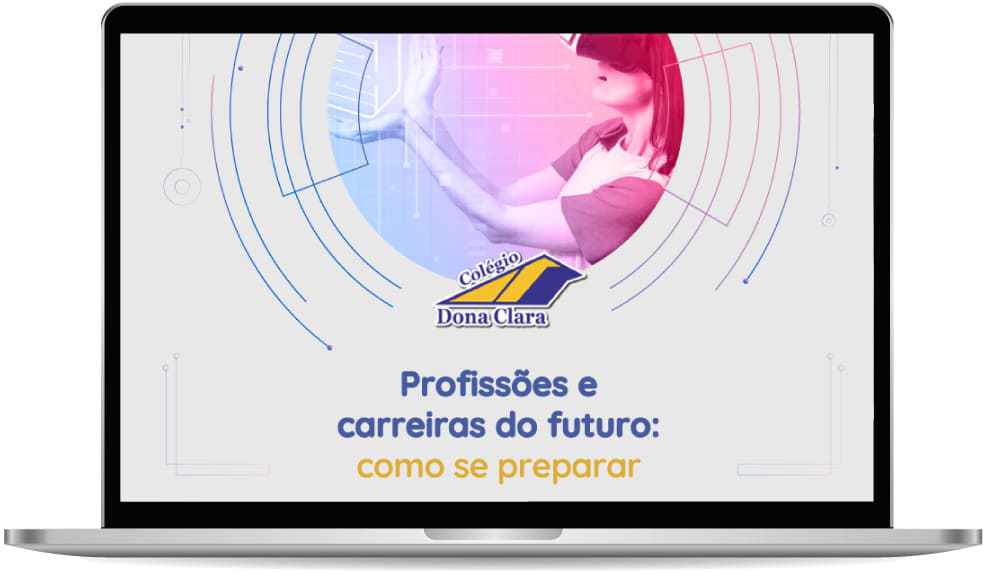 Colégio
Dona Clara
Profissões e
carreiras do futuro:
como se preparar